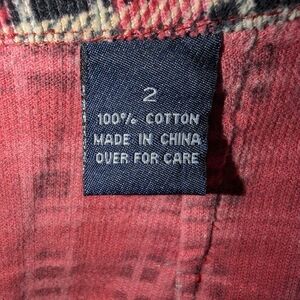 2
100% COTTON
MADE IN CHINA
OVER FOR CARE